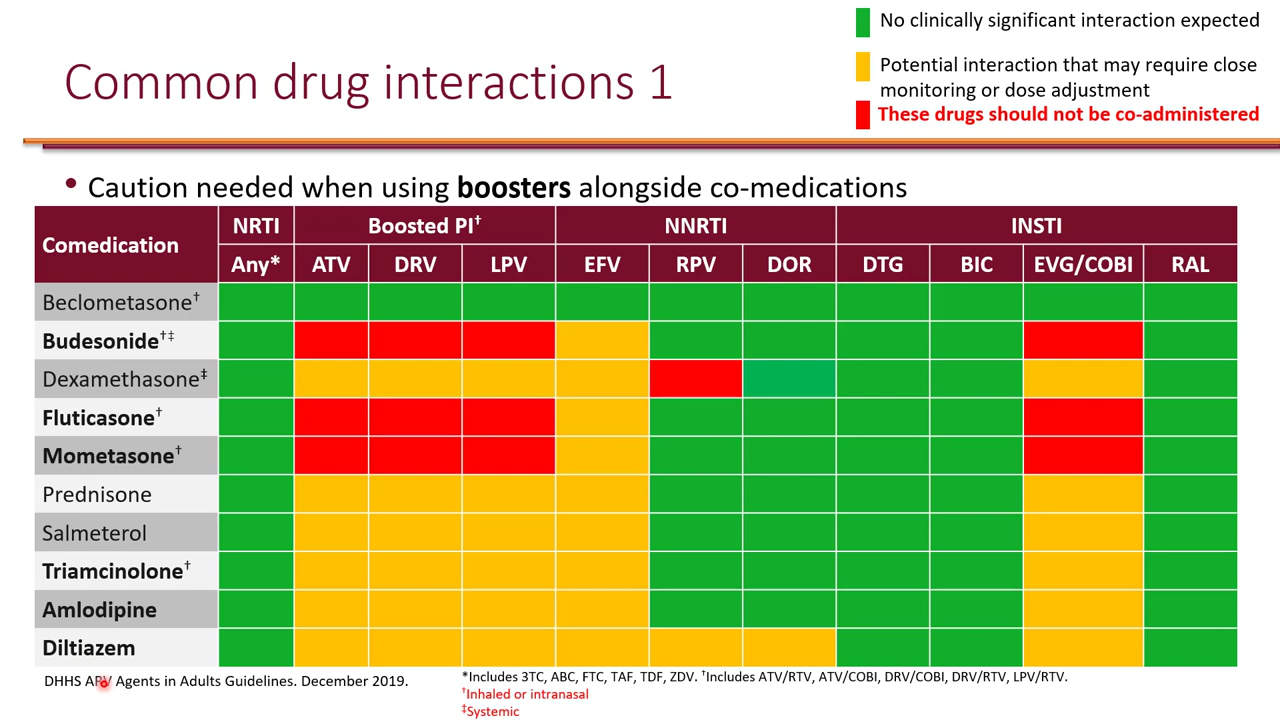 No clinically significant interaction expected
Potential interaction that may require close
monitoring or dose adjustment
These drugs should not be co-administered
Common drug interactions 1
• Caution needed when using boosters alongside co-medications
Comedication NRTI Boosted PI† NNRTI INSTI
Any* ATV DRV LPV EFV RPV DOR DTG BIC EVG/COBI RAL
Beclometasone†
Budesonide†‡
Dexamethasone‡
Fluticasone†
Mometasone†
Prednisone
Salmeterol
Triamcinolone†
Amlodipine
Diltiazem
DHHS ARV Agents in Adults Guidelines. December 2019.
*Includes 3TC, ABC, FTC, TAF, TDF, ZDV. †Includes ATV/RTV, ATV/COBI, DRV/COBI, DRV/RTV, LPV/RTV.
†Inhaled or intranasal
‡Systemic